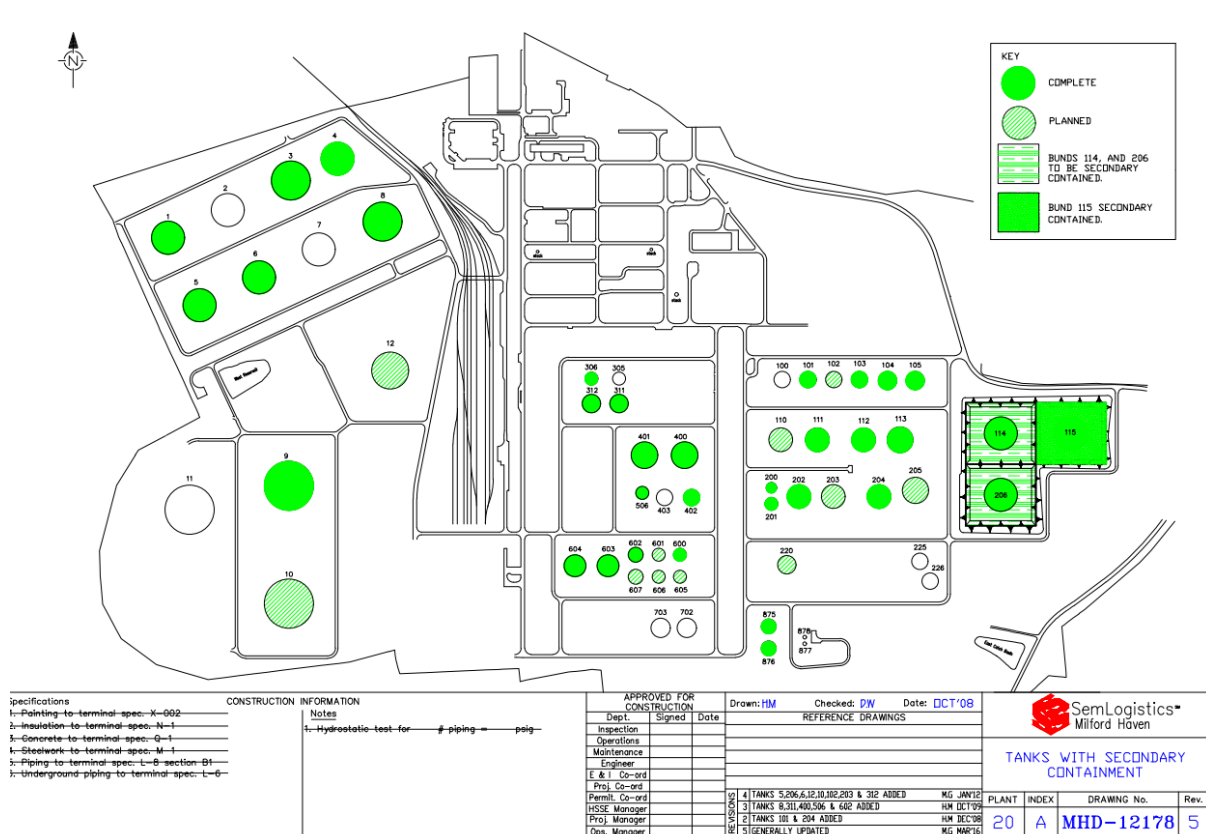 N
KEY
COMPLETE
PLANNED
BUNDS 114, AND 206
TO BE SECONDARY
CONTAINED.
BUND 115 SECONDARY
CONTAINED.
4
3
2
1
8
7
6
5
stack
stack
stack
12
West Reservoir
9
11
10
306
305
312
311
401
400
506
403
402
604
603
602
601
600
607
606
605
703
702
100
101
102
103
104
105
110
111
112
113
200
201
202
203
204
205
114
115
206
220
225
226
875
876
878
877
Specifications
1. Painting to terminal spec. X-002
2. Insulation to terminal spec. N-1
3. Concrete to terminal spec. Q-1
4. Steelwork to terminal spec. M-1
5. Piping to terminal spec. L-8 section B1
6. Underground piping to terminal spec. L-6
CONSTRUCTION INFORMATION
Notes
1. Hydrostatic test for # piping = psig
APPROVED FOR
CONSTRUCTION
Dept. Signed Date
Inspection
Operations
Maintenance
Engineer
E & I Co-ord
Proj. Co-ord
Permit. Co-ord
HSSE Manager
Proj. Manager
Ops. Manager
Drawn: HM Checked: DW Date: OCT'08
REFERENCE DRAWINGS
REVISIONS
4 TANKS 5,206,6,12,10,102,203 & 312 ADDED MG JAN'12
3 TANKS 8,311,400,506 & 602 ADDED HM OCT'09
2 TANKS 101 & 204 ADDED HM DEC'08
5 GENERALLY UPDATED MG MAR'16
SemLogistics
Milford Haven
TANKS WITH SECONDARY
CONTAINMENT
PLANT INDEX DRAWING No. Rev.
20 A MHD-12178 5